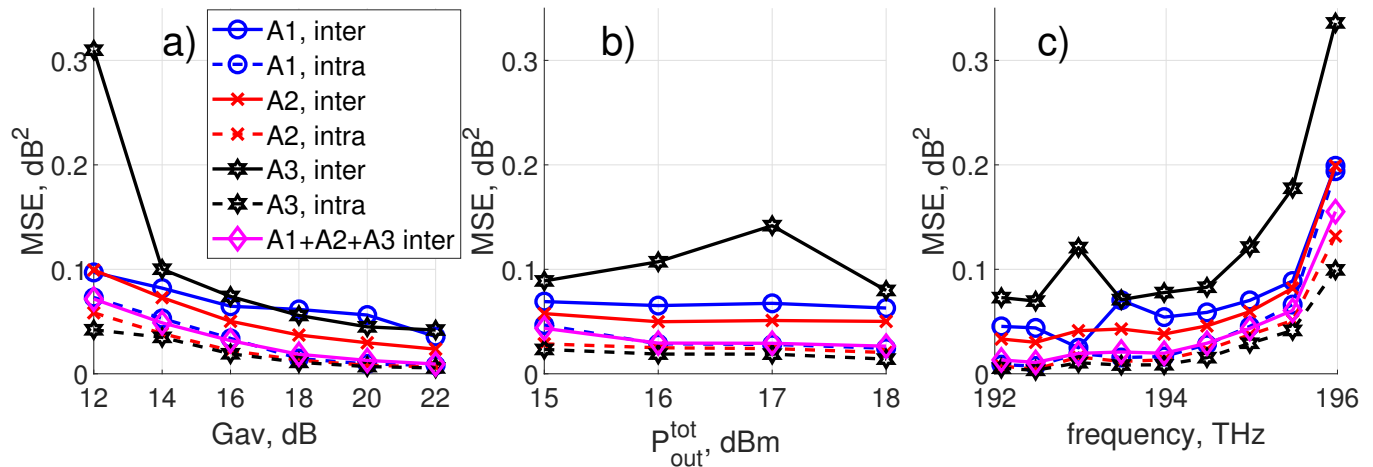 a)
A1, inter
A1, intra
A2, inter
A2, intra
A3, inter
A3, intra
A1+A2+A3 inter
MSE, dB²
0.3
0.2
0.1
0
12 14 16 18 20 22
Gav, dB
b)
MSE, dB²
0.3
0.2
0.1
0
15 16 17 18
P_out^tot, dBm
c)
MSE, dB²
0.3
0.2
0.1
0
192 194 196
frequency, THz